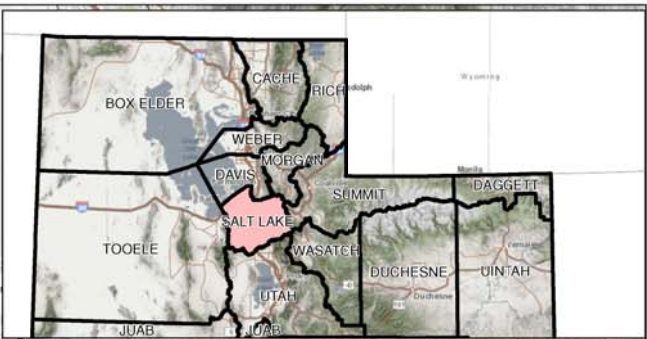 CACHE
RICH
dolph
Wyoming
BOX ELDER
WEBER
MORGAN
DAVIS
Manila
DAGGETT
SUMMIT
SALT LAKE
TOOELE
WASATCH
DUCHESNE
UINTAH
Duchesne
UTAH
JUAB
JUAB